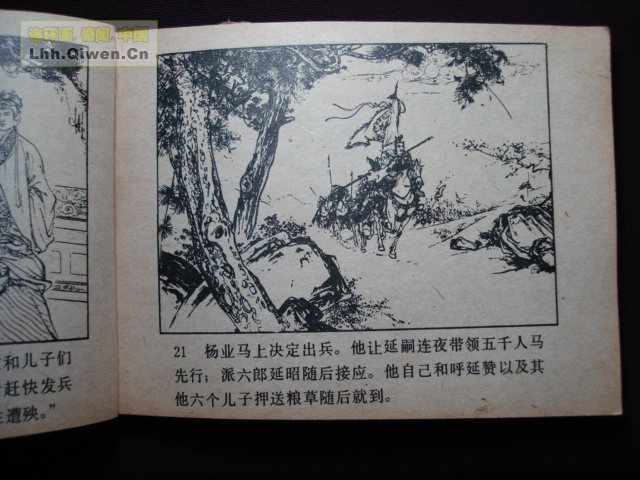 连环画·奇闻·中国
Lhh.Qiwen.Cn
和儿子们
赶快发兵
遭殃。”
21 杨业马上决定出兵。他让延嗣连夜带领五千人马
先行；派六郎延昭随后接应。他自己和呼延赞以及其
他六个儿子押送粮草随后就到。